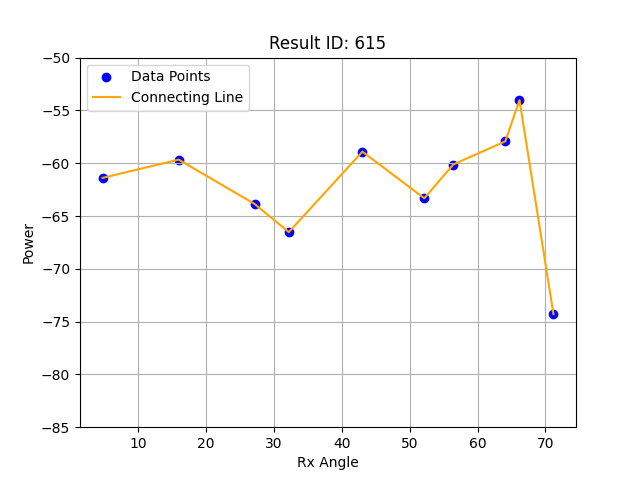 Result ID: 615
Data Points
Connecting Line
Power
−50
−55
−60
−65
−70
−75
−80
−85
10 20 30 40 50 60 70
Rx Angle